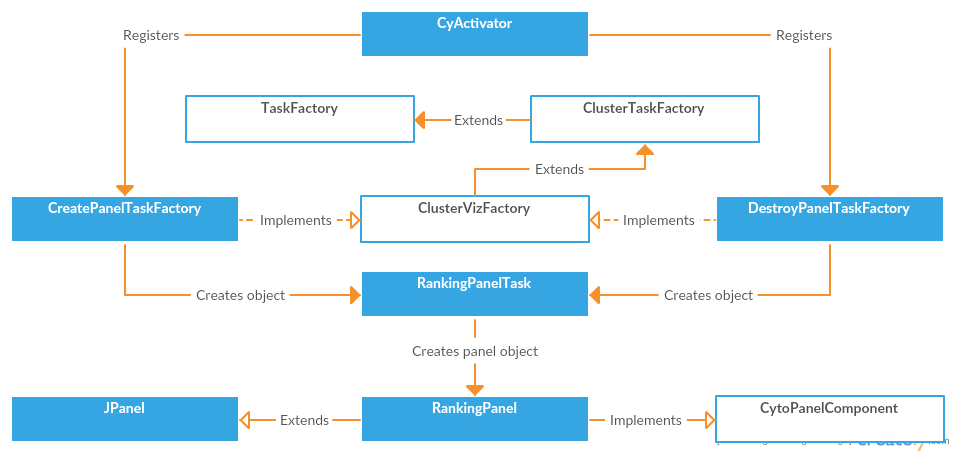 CyActivator
Registers
Registers
TaskFactory
ClusterTaskFactory
Extends
Extends
CreatePanelTaskFactory
ClusterVizFactory
DestroyPanelTaskFactory
Implements
Implements
RankingPanelTask
Creates object
Creates object
Creates panel object
JPanel
RankingPanel
CytoPanelComponent
Extends
Implements